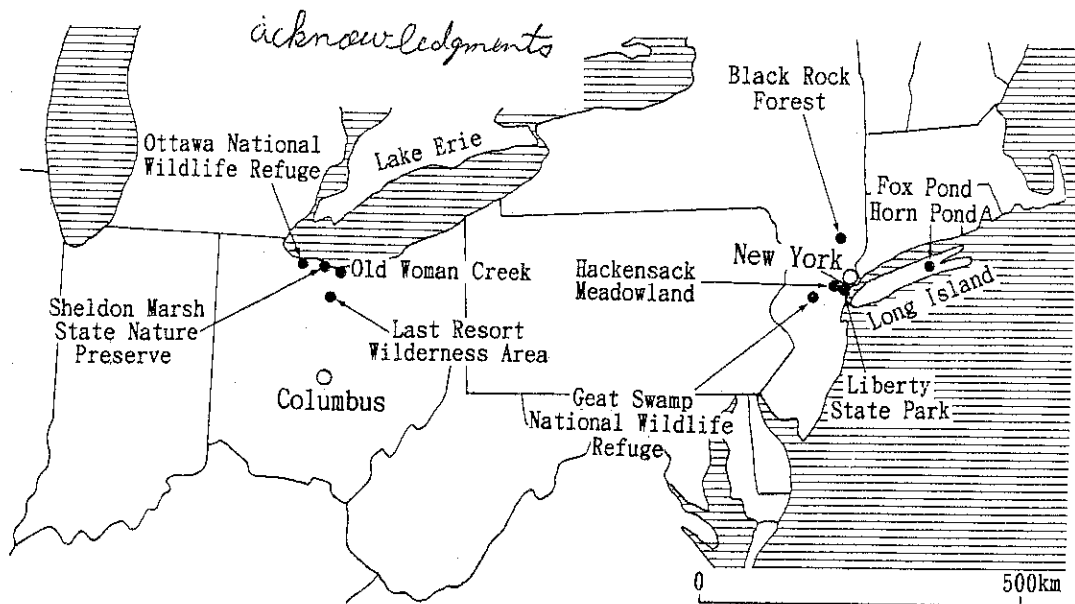 acknowledgments
Black Rock
Forest
Ottawa National
Wildlife Refuge
Lake Erie
Fox Pond
Horn Pond
New York
Hackensack
Meadowland
Old Woman Creek
Long Island
Sheldon Marsh
State Nature
Preserve
Last Resort
Wilderness Area
Columbus
Geat Swamp
National Wildlife
Refuge
Liberty
State Park
0
500km